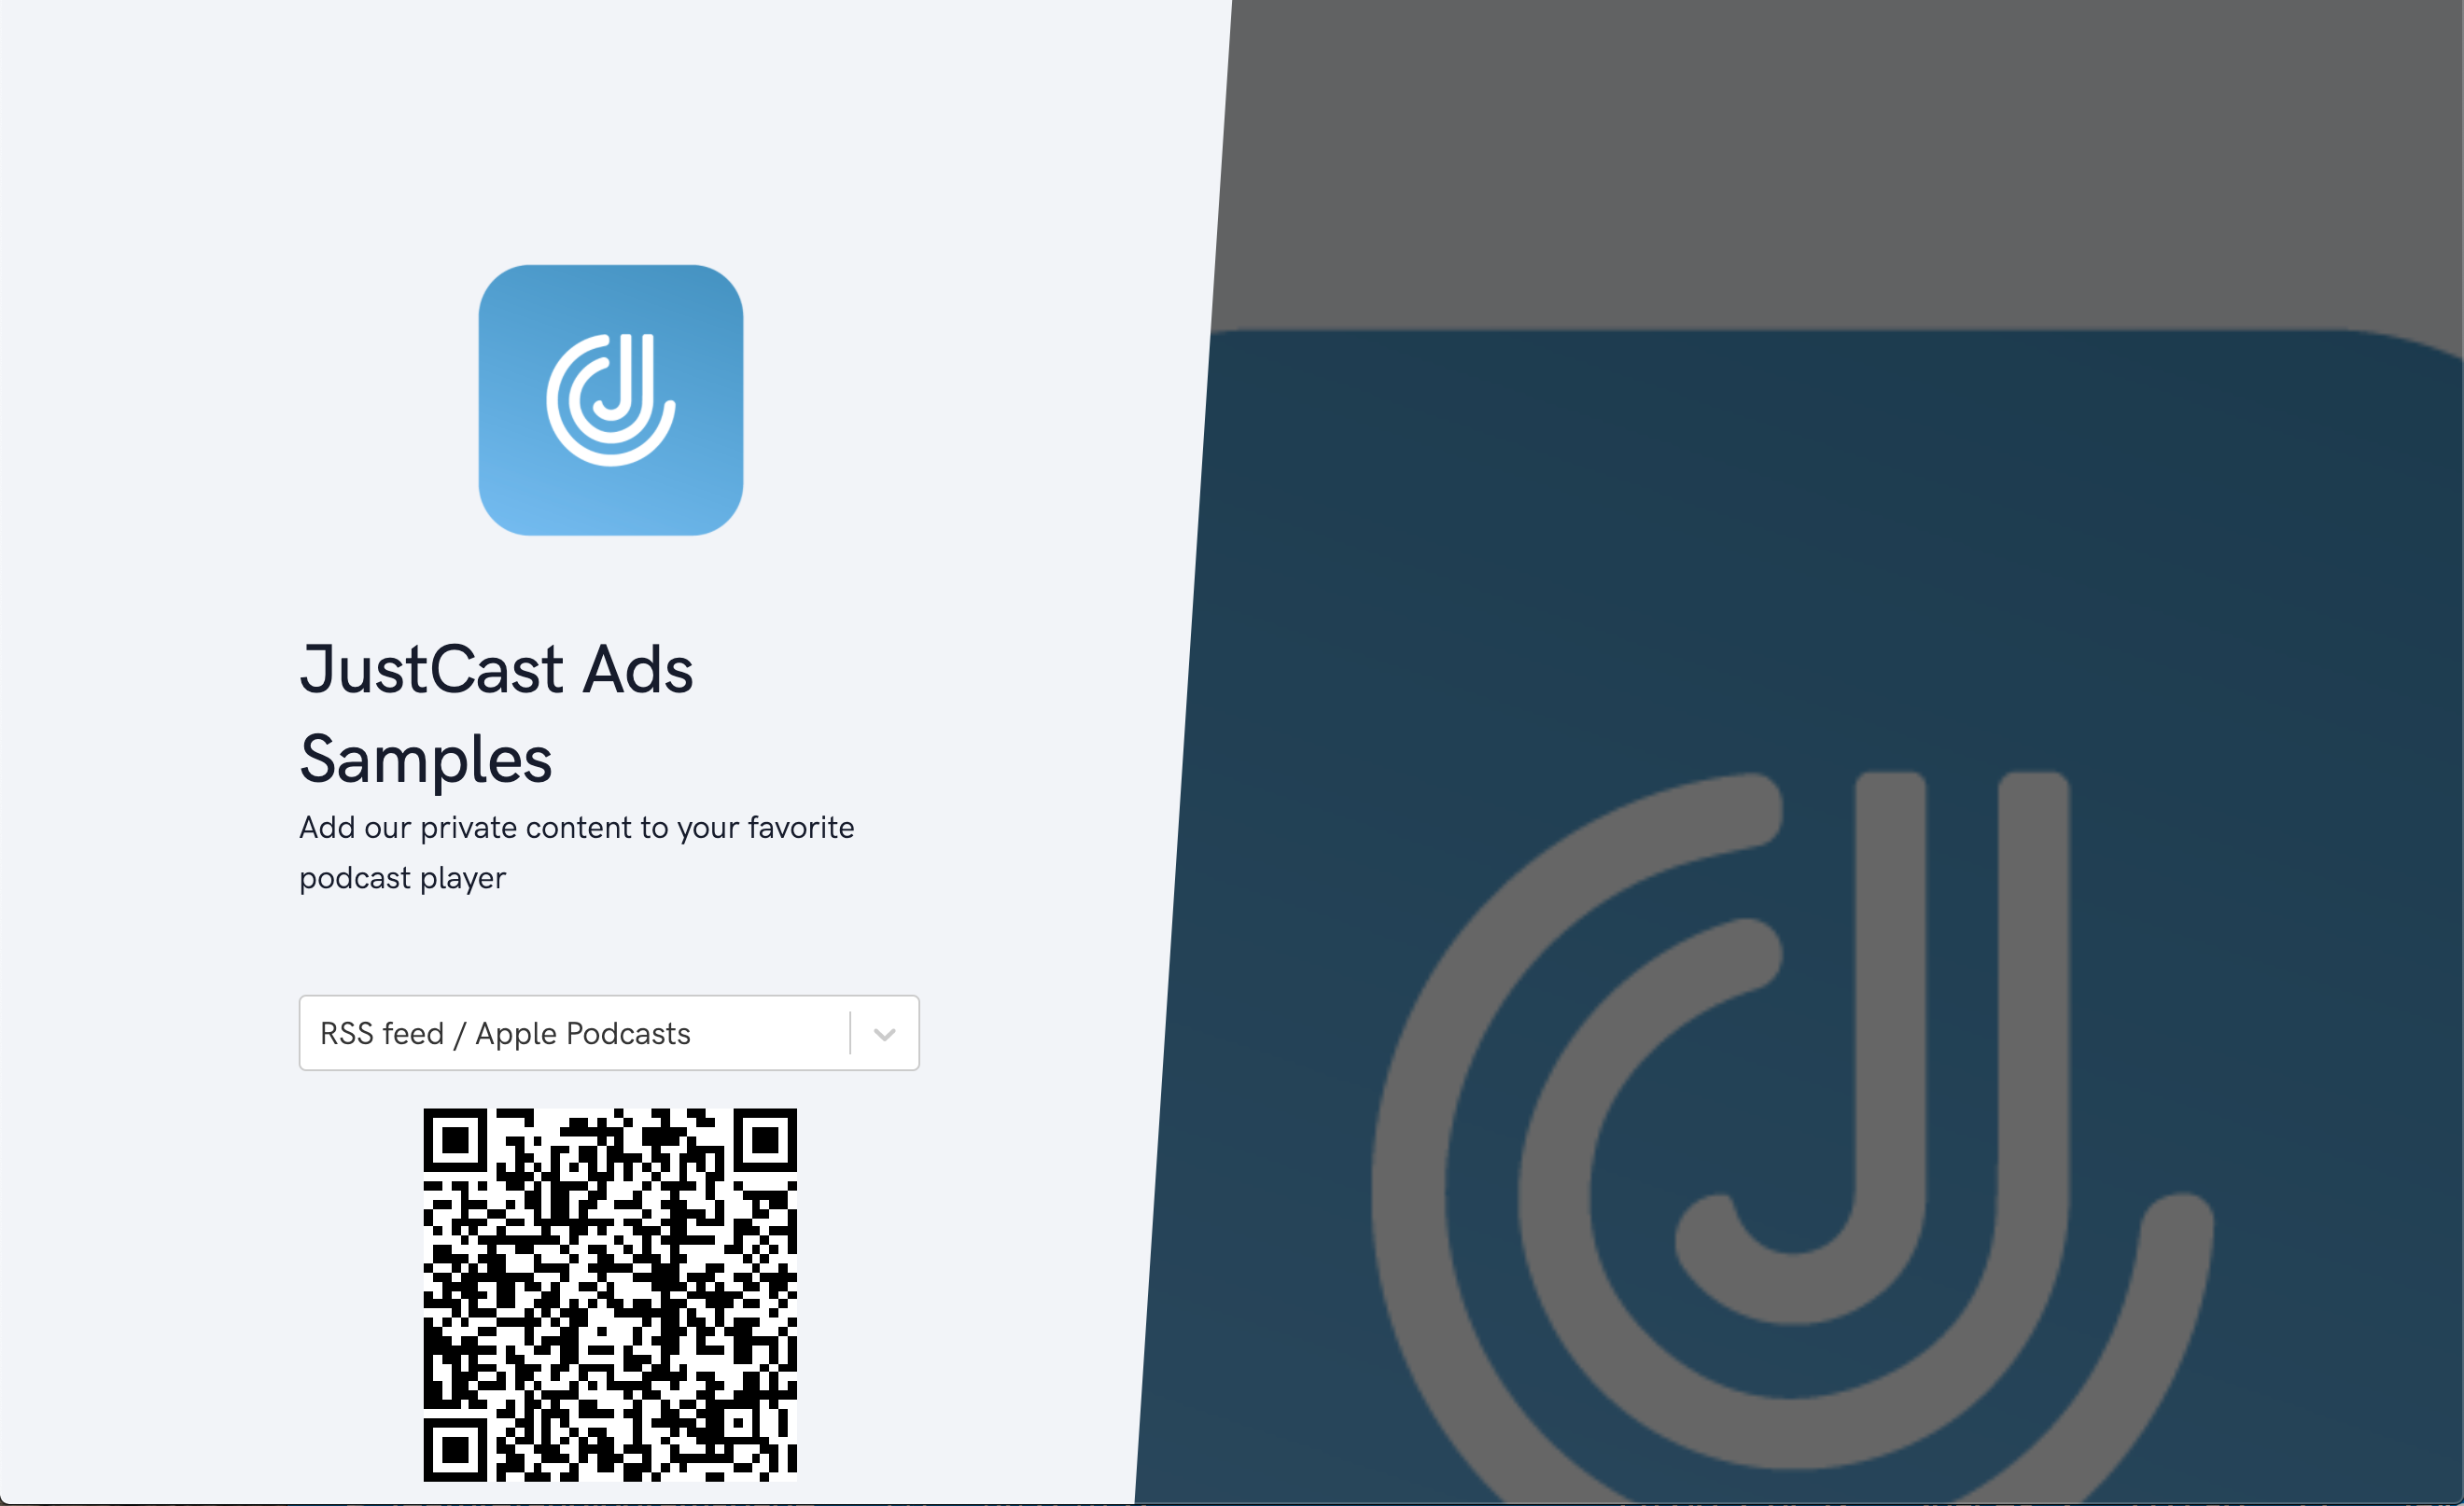 JustCast Ads
Samples
Add our private content to your favorite
podcast player
RSS feed / Apple Podcasts